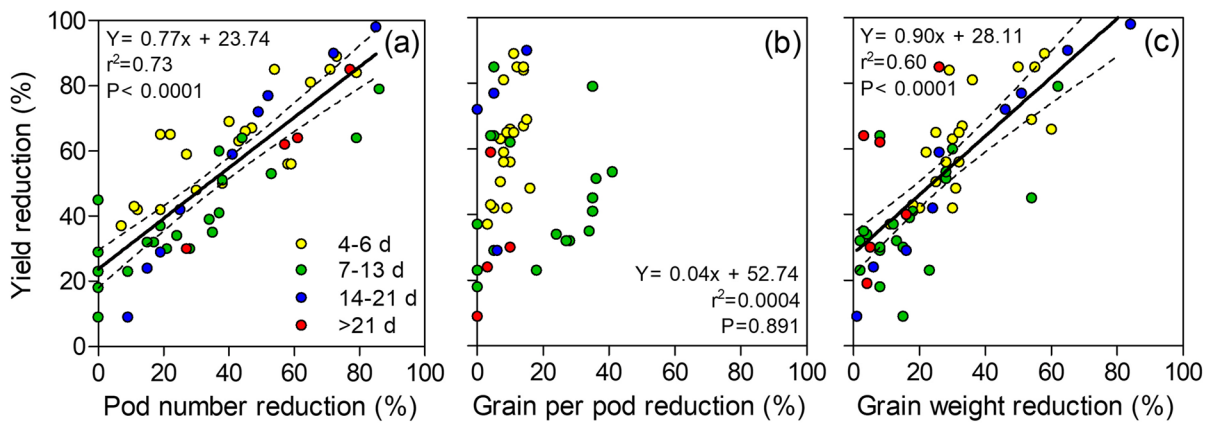 Yield reduction (%)
100
80
60
40
20
0
Y= 0.77x + 23.74
r²=0.73
P< 0.0001
(a)
4-6 d
7-13 d
14-21 d
>21 d
0 20 40 60 80 100
Pod number reduction (%)
(b)
Y= 0.04x + 52.74
r²=0.0004
P=0.891
0 20 40 60 80 100
Grain per pod reduction (%)
Y= 0.90x + 28.11
r²=0.60
P< 0.0001
(c)
0 20 40 60 80 100
Grain weight reduction (%)